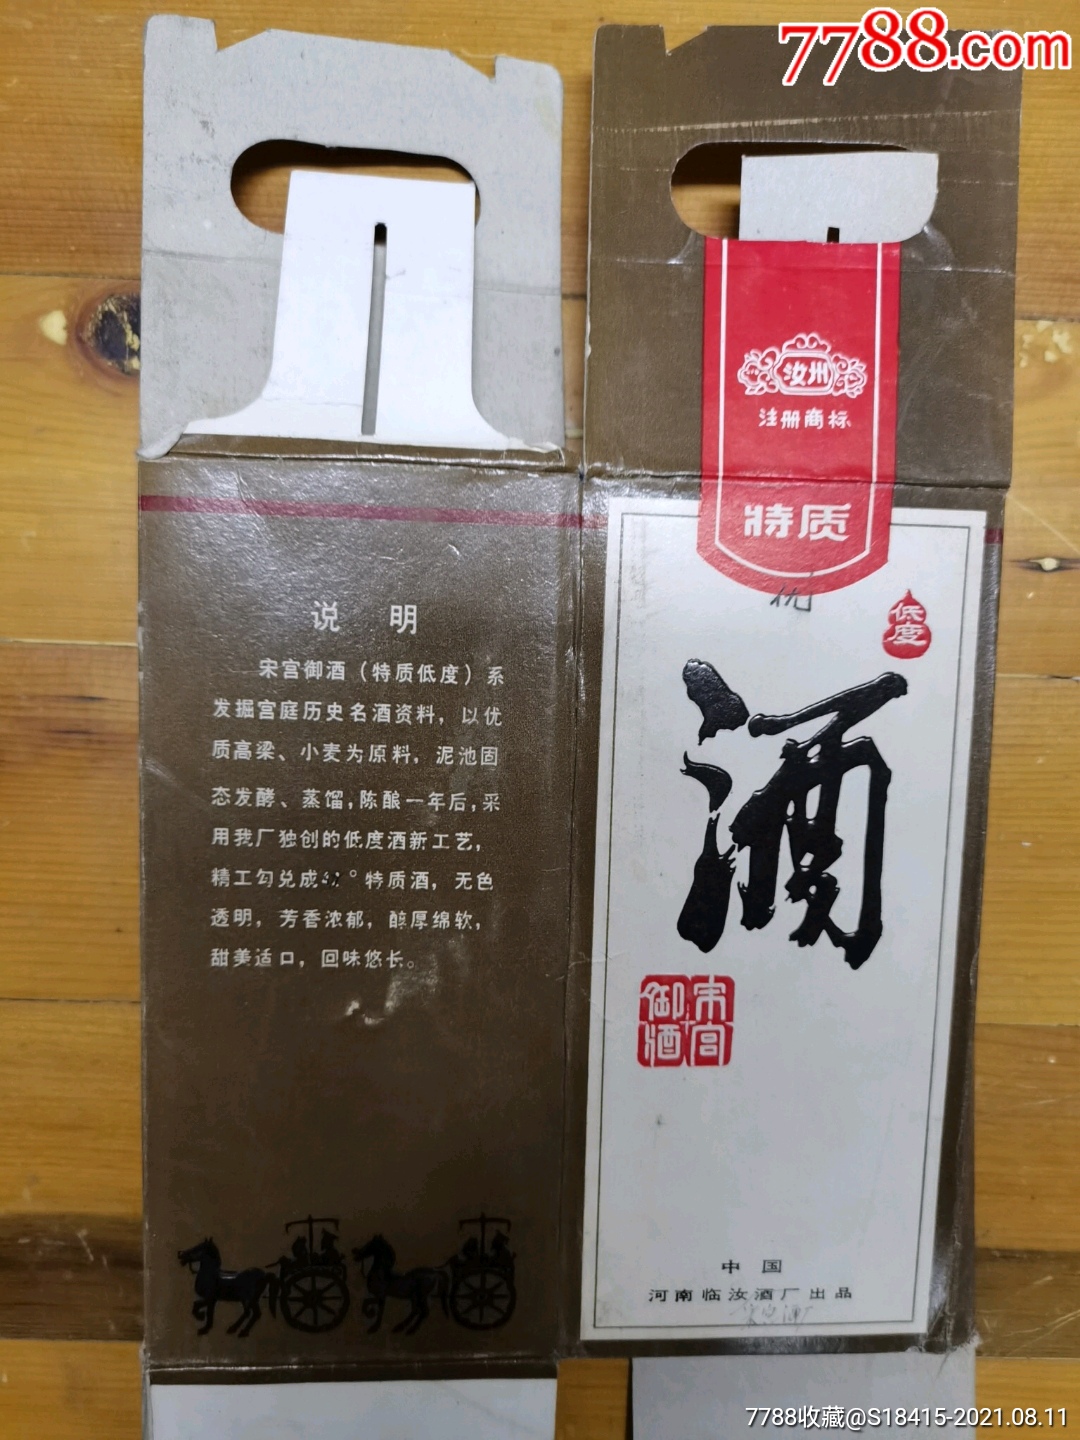 7788.com
汝州
注册商标
特质
优
低度
酒
宋宫
御酒
中国
河南临汝酒厂出品
说明
宋宫御酒（特质低度）系
发掘宫庭历史名酒资料，以优
质高梁、小麦为原料，泥池固
态发酵、蒸馏，陈酿一年后，采
用我厂独创的低度酒新工艺，
精工勾兑成 °特质酒，无色
透明，芳香浓郁，醇厚绵软，
甜美适口，回味悠长。
7788收藏@S18415-2021.08.11